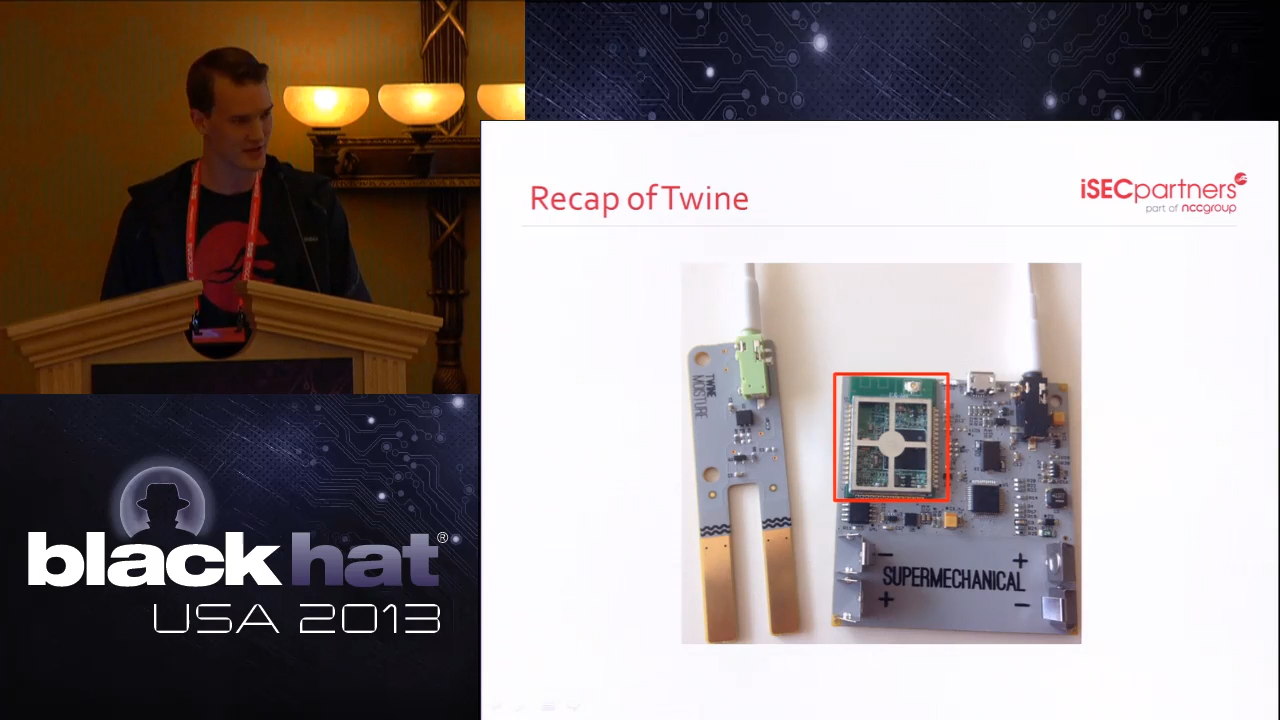 Recap of Twine
iSECpartners
part of nccgroup
TWINE
MOISTURE
SUPERMECHANICAL
+
−
+
−
black hat®
USA 2013